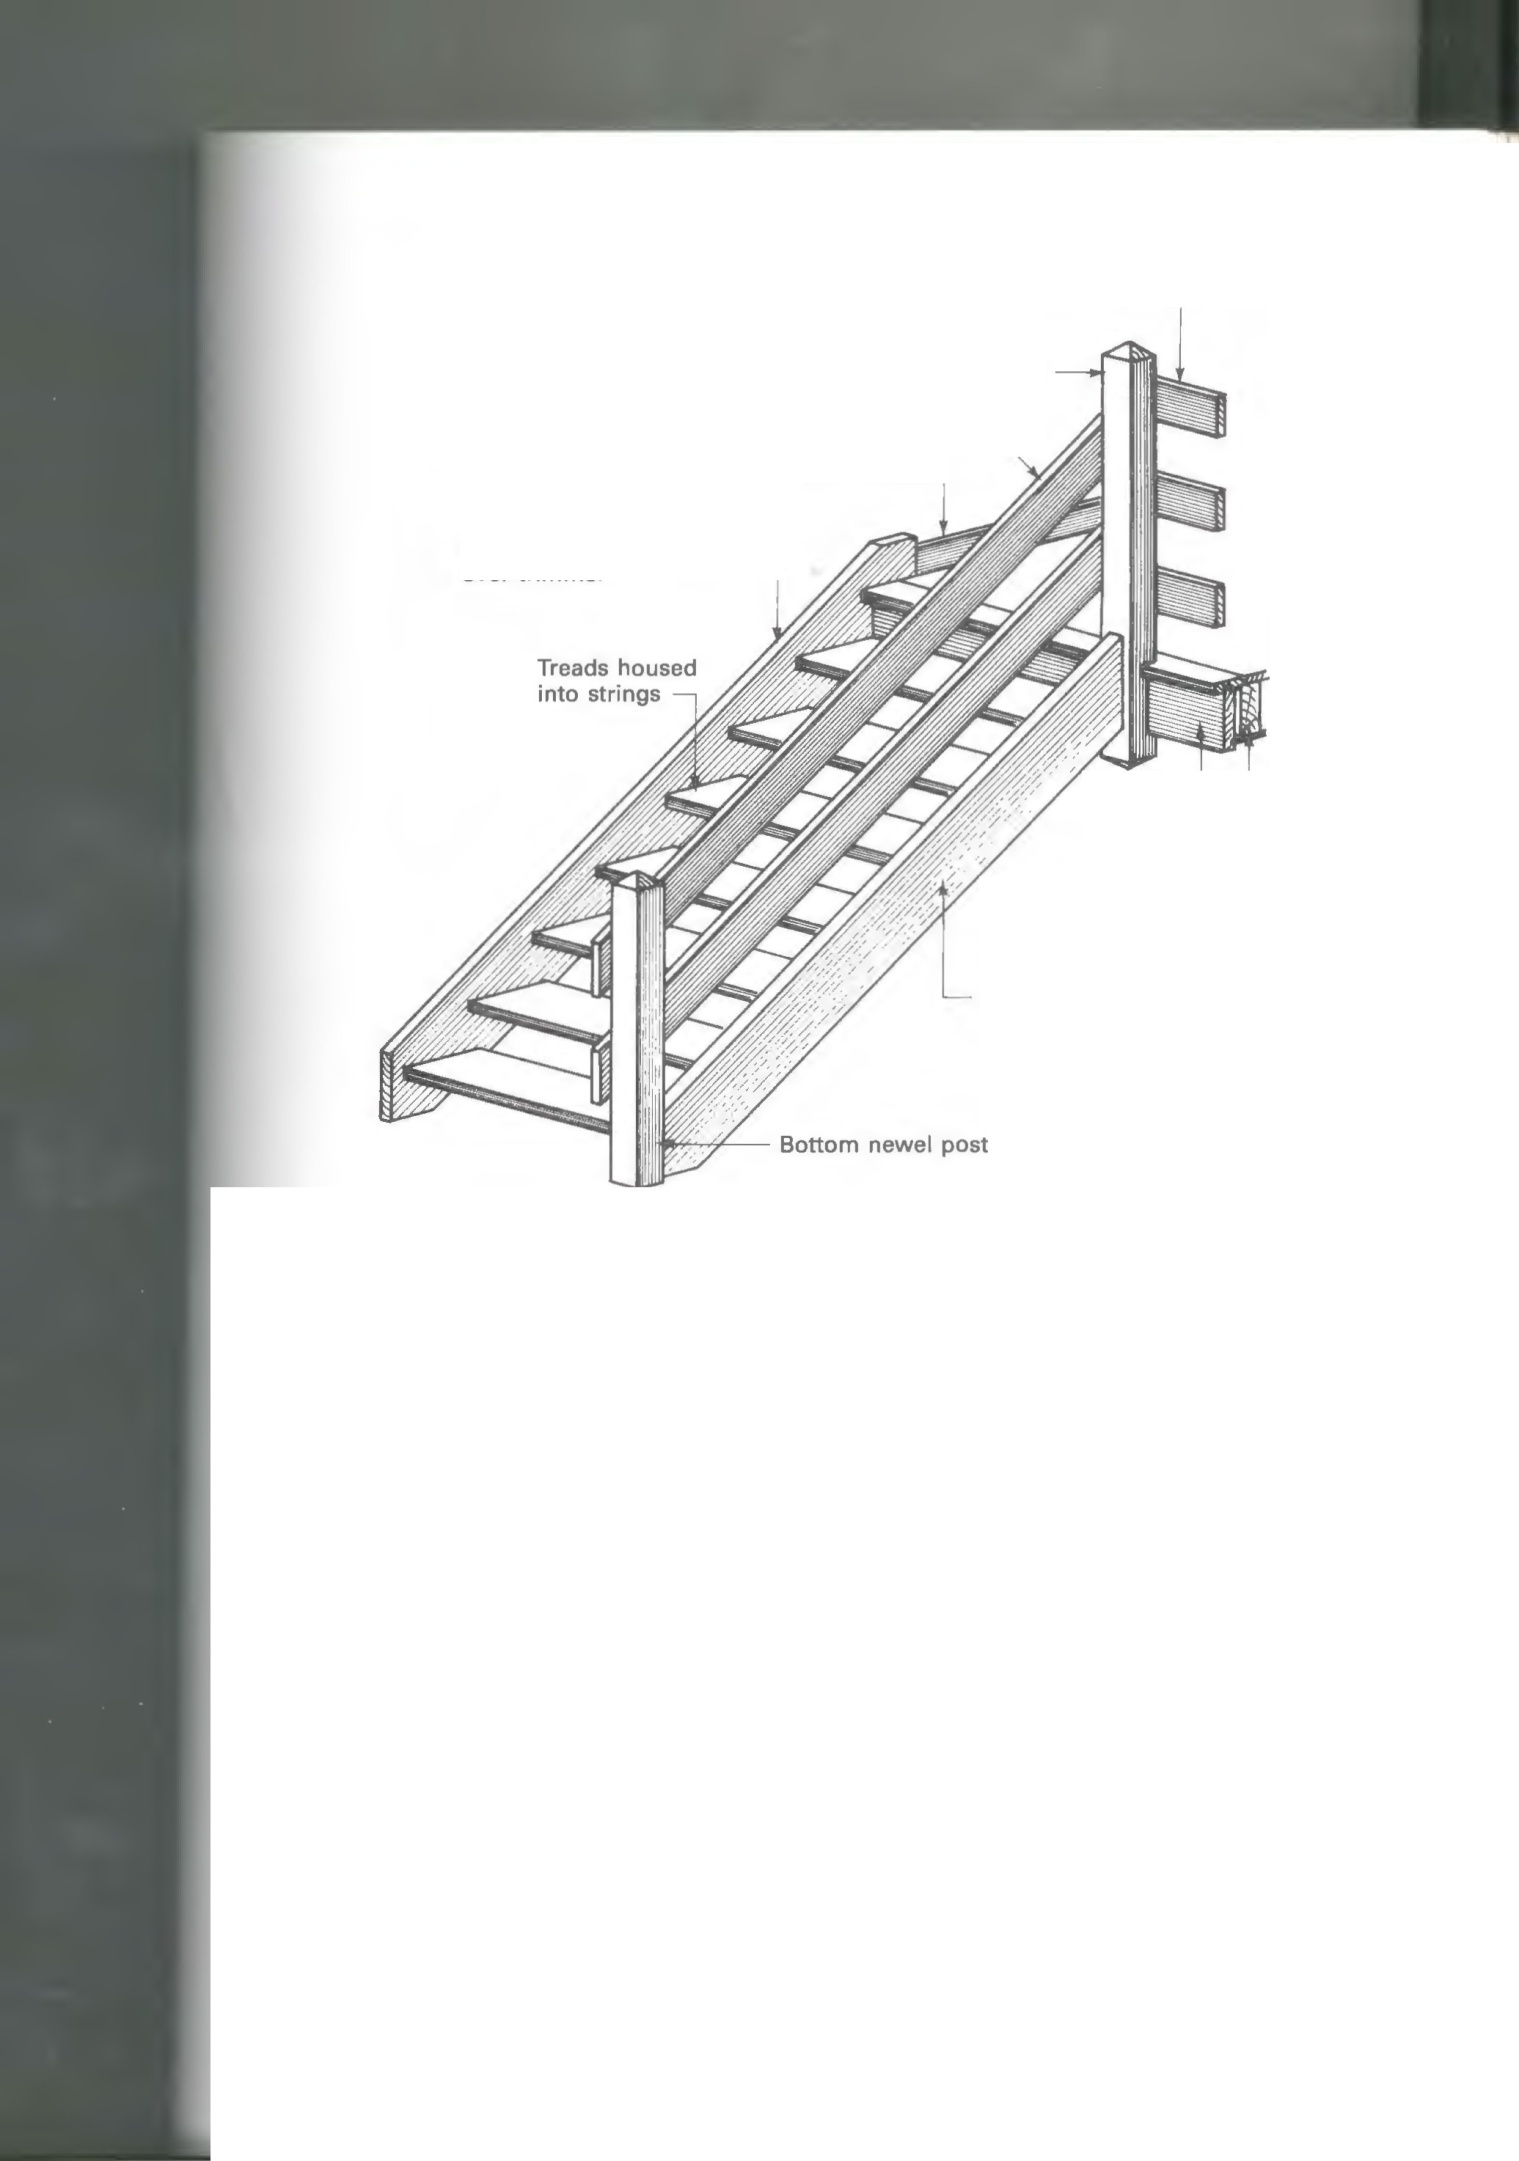 Treads housed
into strings
Bottom newel post